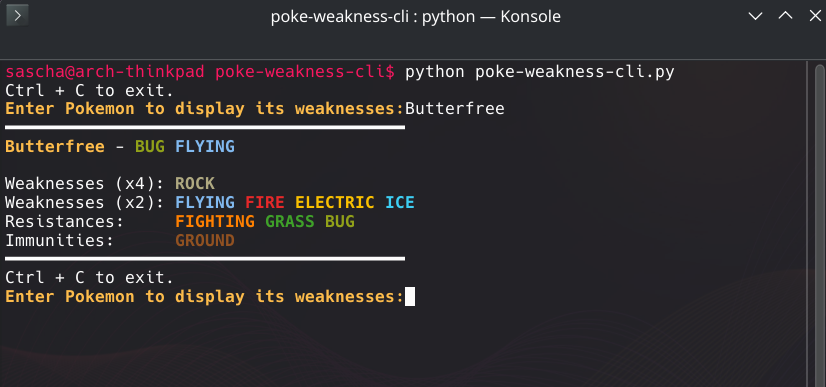 poke-weakness-cli : python — Konsole
sascha@arch-thinkpad poke-weakness-cli$ python poke-weakness-cli.py
Ctrl + C to exit.
Enter Pokemon to display its weaknesses:Butterfree
Butterfree - BUG FLYING
Weaknesses (x4): ROCK
Weaknesses (x2): FLYING FIRE ELECTRIC ICE
Resistances: FIGHTING GRASS BUG
Immunities: GROUND
Ctrl + C to exit.
Enter Pokemon to display its weaknesses: